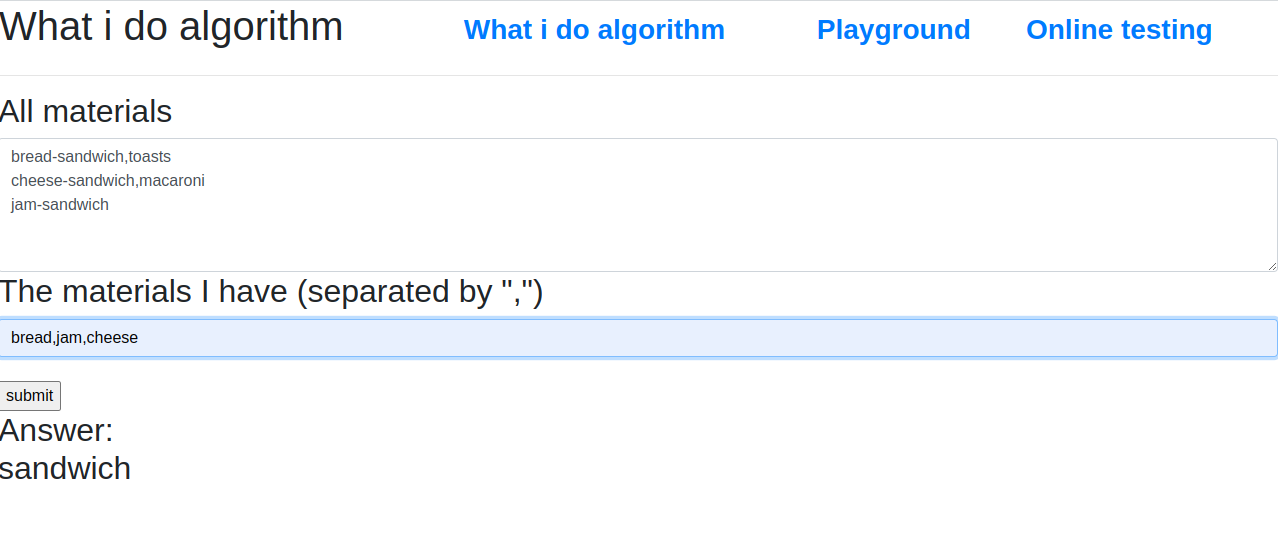 What i do algorithm What i do algorithm Playground Online testing
All materials
bread-sandwich,toasts
cheese-sandwich,macaroni
jam-sandwich
The materials I have (separated by ",")
bread,jam,cheese
submit
Answer:
sandwich